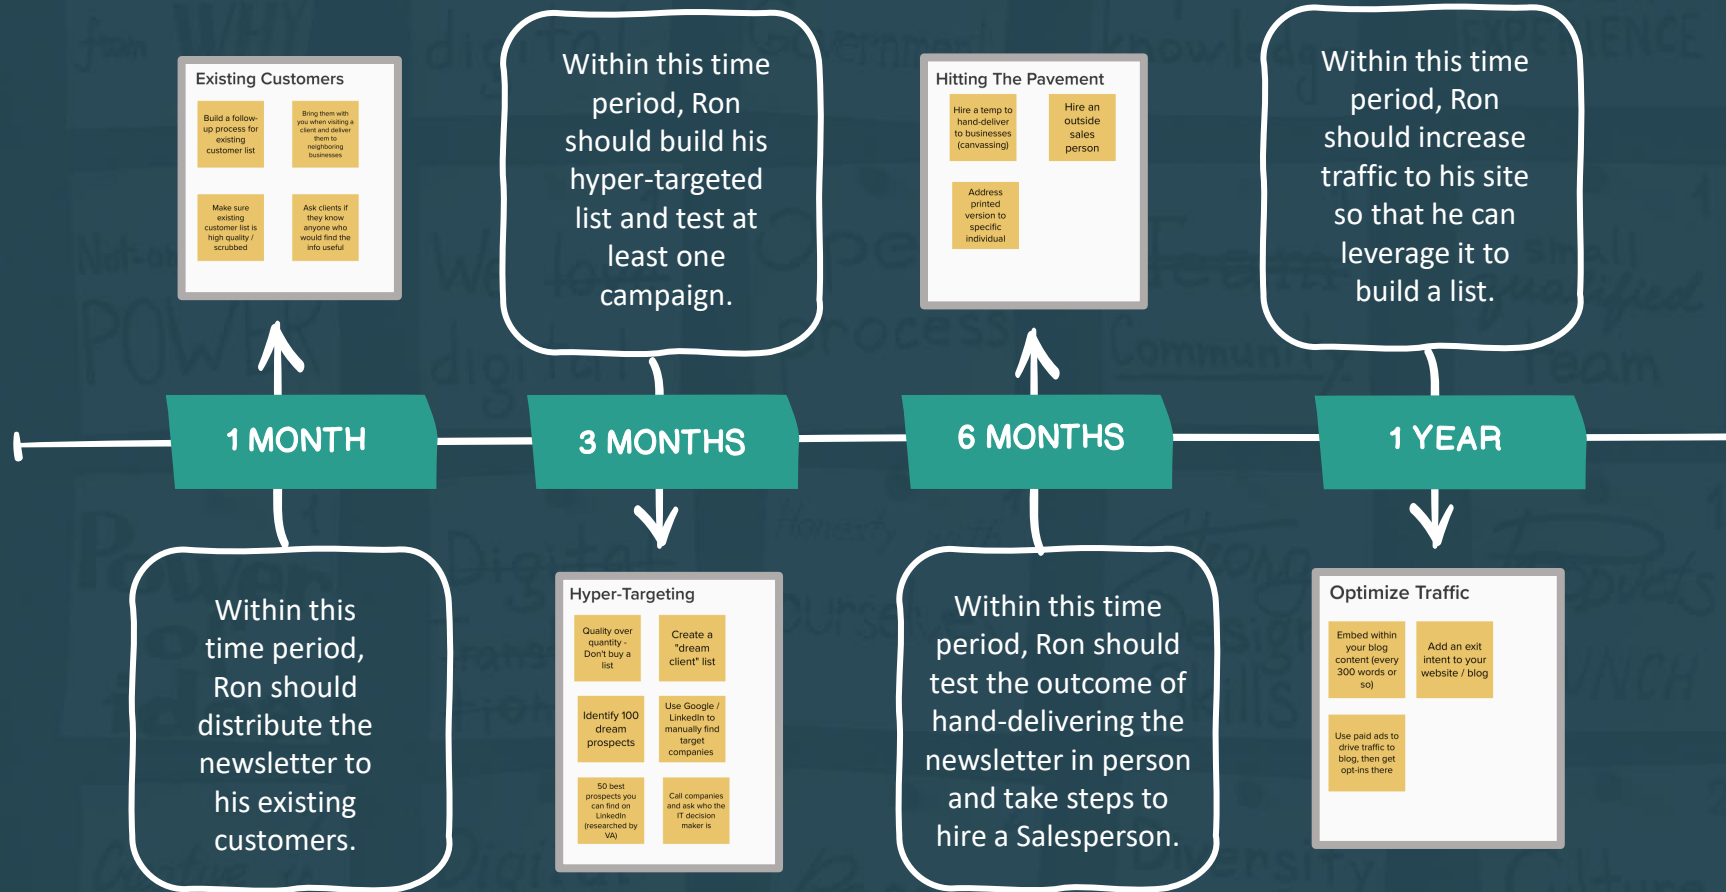 Existing Customers
Build a follow-
up process for
existing
customer list
Bring them with
you when visiting a
client and deliver
them to
neighboring
businesses
Make sure
existing
customer list is
high quality /
scrubbed
Ask clients if
they know
anyone who
would find the
info useful
Within this time
period, Ron
should build his
hyper-targeted
list and test at
least one
campaign.
Hitting The Pavement
Hire a temp to
hand-deliver
to businesses
(canvassing)
Hire an
outside
sales
person
Address
printed
version to
specific
individual
Within this time
period, Ron
should increase
traffic to his site
so that he can
leverage it to
build a list.
1 MONTH
3 MONTHS
6 MONTHS
1 YEAR
Within this
time period,
Ron should
distribute the
newsletter to
his existing
customers.
Hyper-Targeting
Quality over
quantity -
Don't buy a
list
Create a
"dream
client" list
Identify 100
dream
prospects
Use Google /
LinkedIn to
manually find
target
companies
50 best
prospects you
can find on
LinkedIn
(researched by
VA)
Call companies
and ask who the
IT decision
maker is
Within this time
period, Ron should
test the outcome of
hand-delivering the
newsletter in person
and take steps to
hire a Salesperson.
Optimize Traffic
Embed within
your blog
content (every
300 words or
so)
Add an exit
intent to your
website / blog
Use paid ads to
drive traffic to
blog, then get
opt-ins there